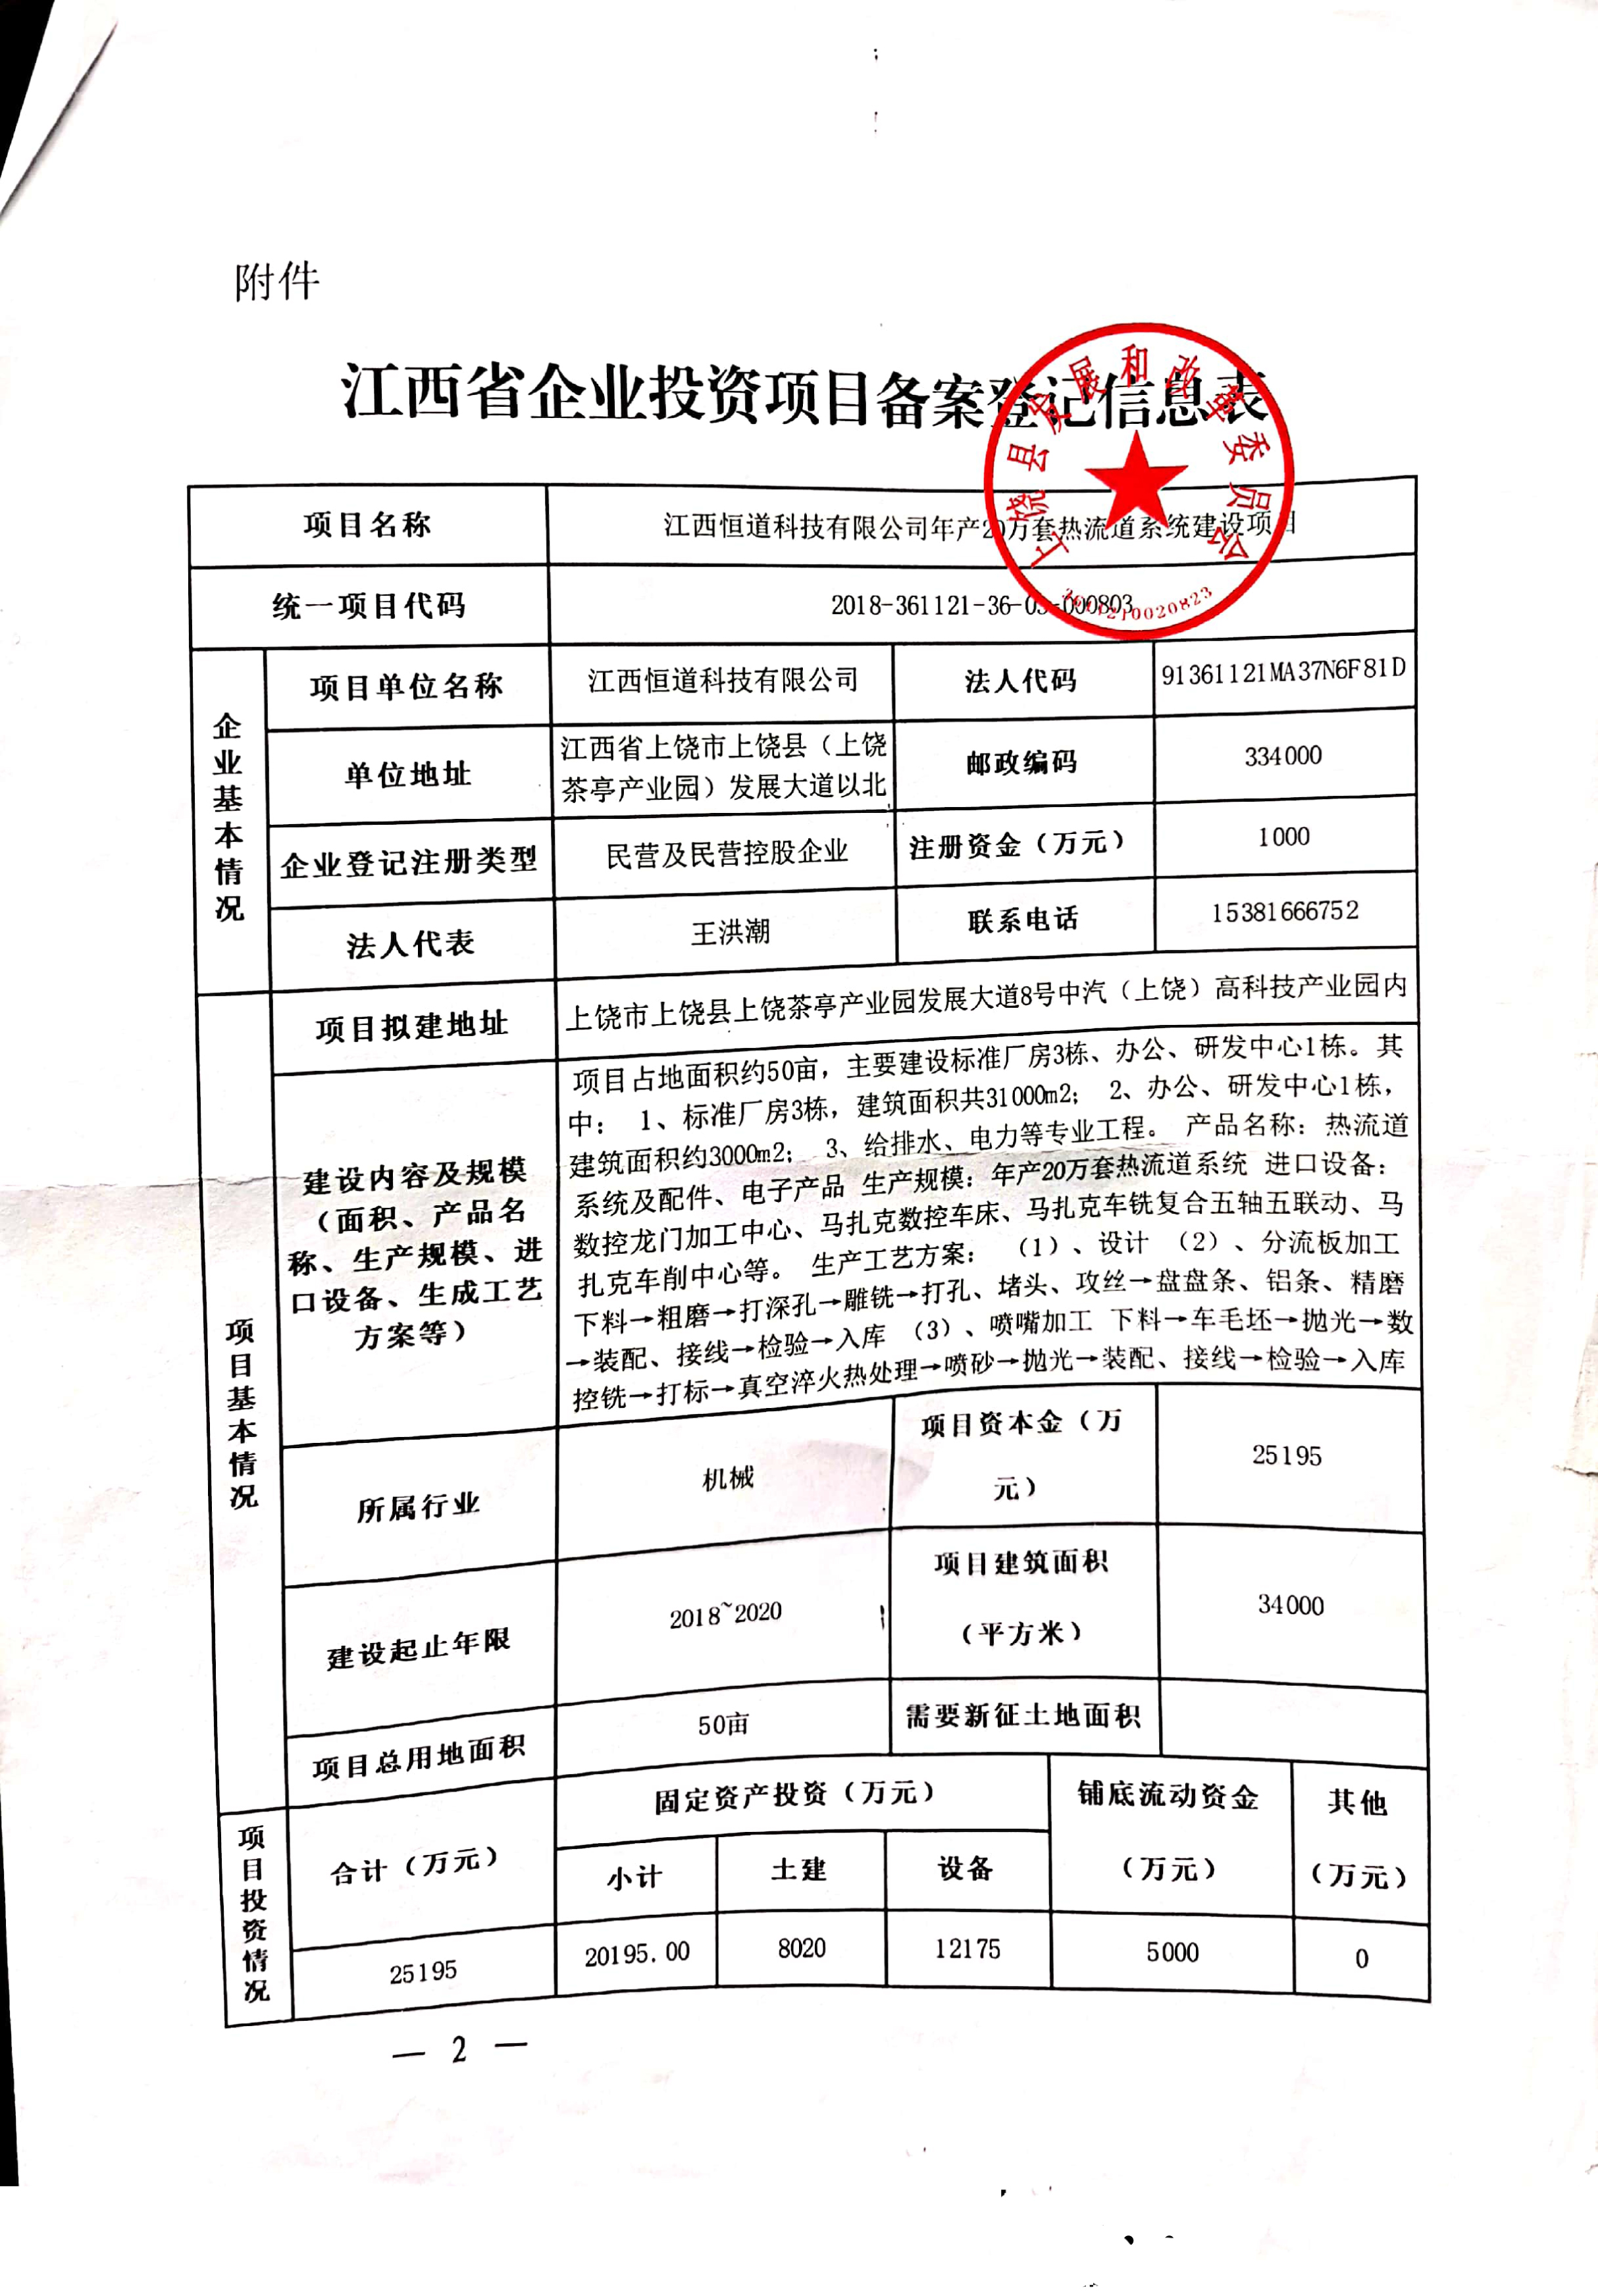 附件
江西省企业投资项目备案登记信息表
上饶县发展和改革委员会
项目名称
江西恒道科技有限公司年产20万套热流道系统建设项目
统一项目代码
2018-361121-36-03-000803
企业基本情况
项目单位名称
江西恒道科技有限公司
法人代码
91361121MA37N6F81D
单位地址
江西省上饶市上饶县（上饶
茶亭产业园）发展大道以北
邮政编码
334000
企业登记注册类型
民营及民营控股企业
注册资金（万元）
1000
法人代表
王洪潮
联系电话
15381666752
项目基本情况
项目拟建地址
上饶市上饶县上饶茶亭产业园发展大道8号中汽（上饶）高科技产业园内
建设内容及规模
（面积、产品名
称、生产规模、进
口设备、生成工艺
方案等）
项目占地面积约50亩，主要建设标准厂房3栋、办公、研发中心1栋。其
中： 1、标准厂房3栋，建筑面积共31000m2； 2、办公、研发中心1栋，
建筑面积约3000m2； 3、给排水、电力等专业工程。 产品名称：热流道
系统及配件、电子产品 生产规模：年产20万套热流道系统 进口设备：
数控龙门加工中心、马扎克数控车床、马扎克车铣复合五轴五联动、马
扎克车削中心等。 生产工艺方案： （1）、设计 （2）、分流板加工
下料→粗磨→打深孔→雕铣→打孔、堵头、攻丝→盘盘条、铝条、精磨
→装配、接线→检验→入库 （3）、喷嘴加工 下料→车毛坯→抛光→数
控铣→打标→真空淬火热处理→喷砂→抛光→装配、接线→检验→入库
所属行业
机械
项目资本金（万
元）
25195
建设起止年限
2018~2020
项目建筑面积
（平方米）
34000
项目总用地面积
50亩
需要新征土地面积
项目投资情况
合计（万元）
固定资产投资（万元）
铺底流动资金
（万元）
其他
（万元）
小计
土建
设备
25195
20195.00
8020
12175
5000
0
— 2 —